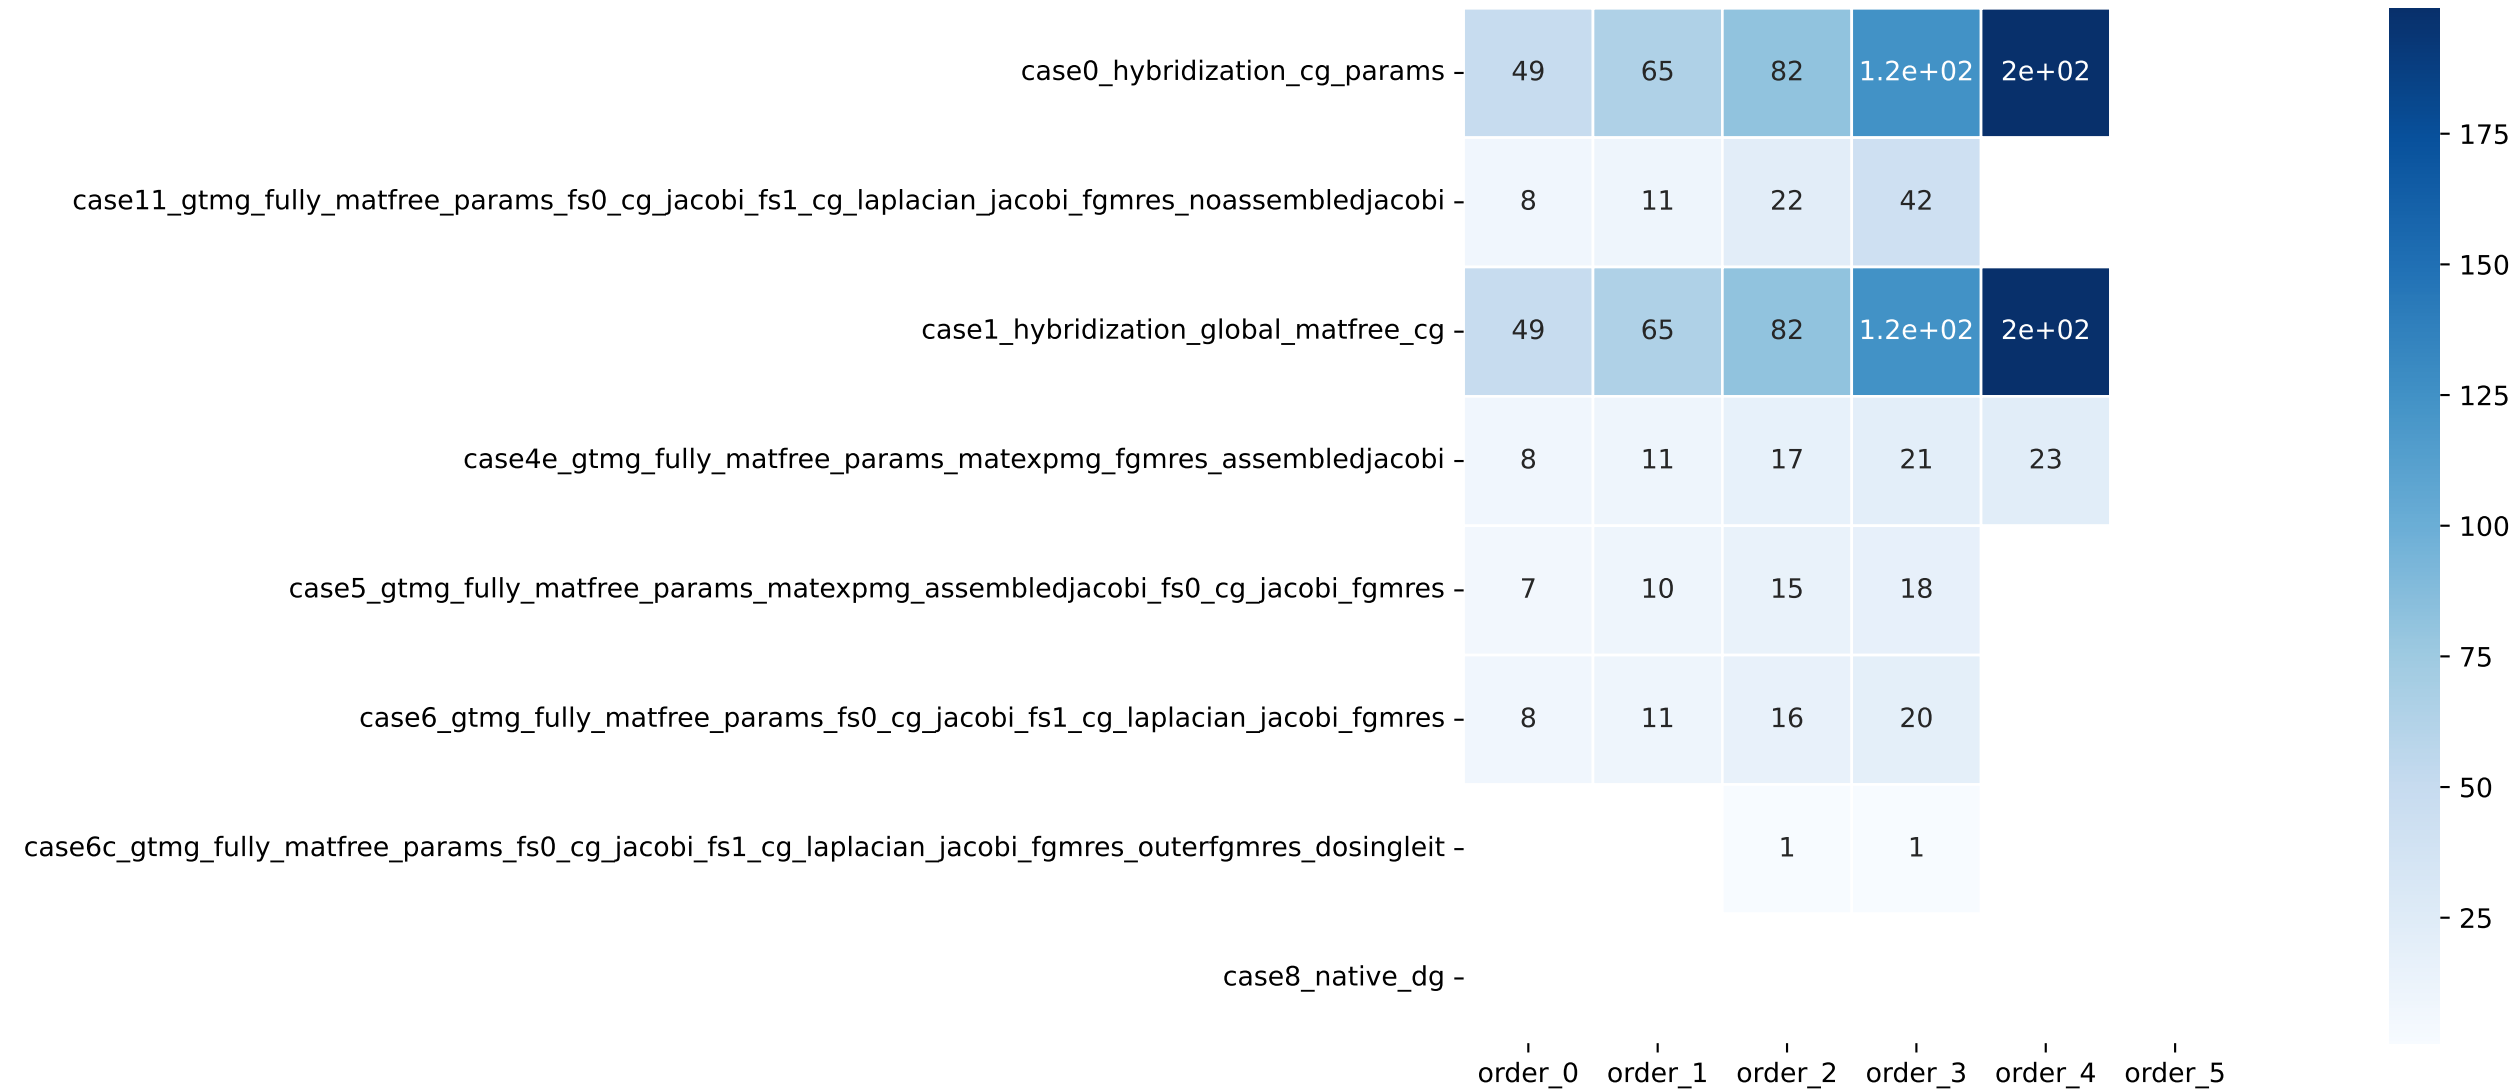 case0_hybridization_cg_params 49 65 82 1.2e+02 2e+02
175
150
case11_gtmg_fully_matfree_params_fs0_cg_jacobi_fs1_cg_laplacian_jacobi_fgmres_noassembledjacobi 8 11 22 42
case1_hybridization_global_matfree_cg 49 65 82 1.2e+02 2e+02
125
case4e_gtmg_fully_matfree_params_matexpmg_fgmres_assembledjacobi 8 11 17 21 23
100
case5_gtmg_fully_matfree_params_matexpmg_assembledjacobi_fs0_cg_jacobi_fgmres 7 10 15 18
75
case6_gtmg_fully_matfree_params_fs0_cg_jacobi_fs1_cg_laplacian_jacobi_fgmres 8 11 16 20
50
case6c_gtmg_fully_matfree_params_fs0_cg_jacobi_fs1_cg_laplacian_jacobi_fgmres_outerfgmres_dosingleit 1 1
25
case8_native_dg
order_0 order_1 order_2 order_3 order_4 order_5